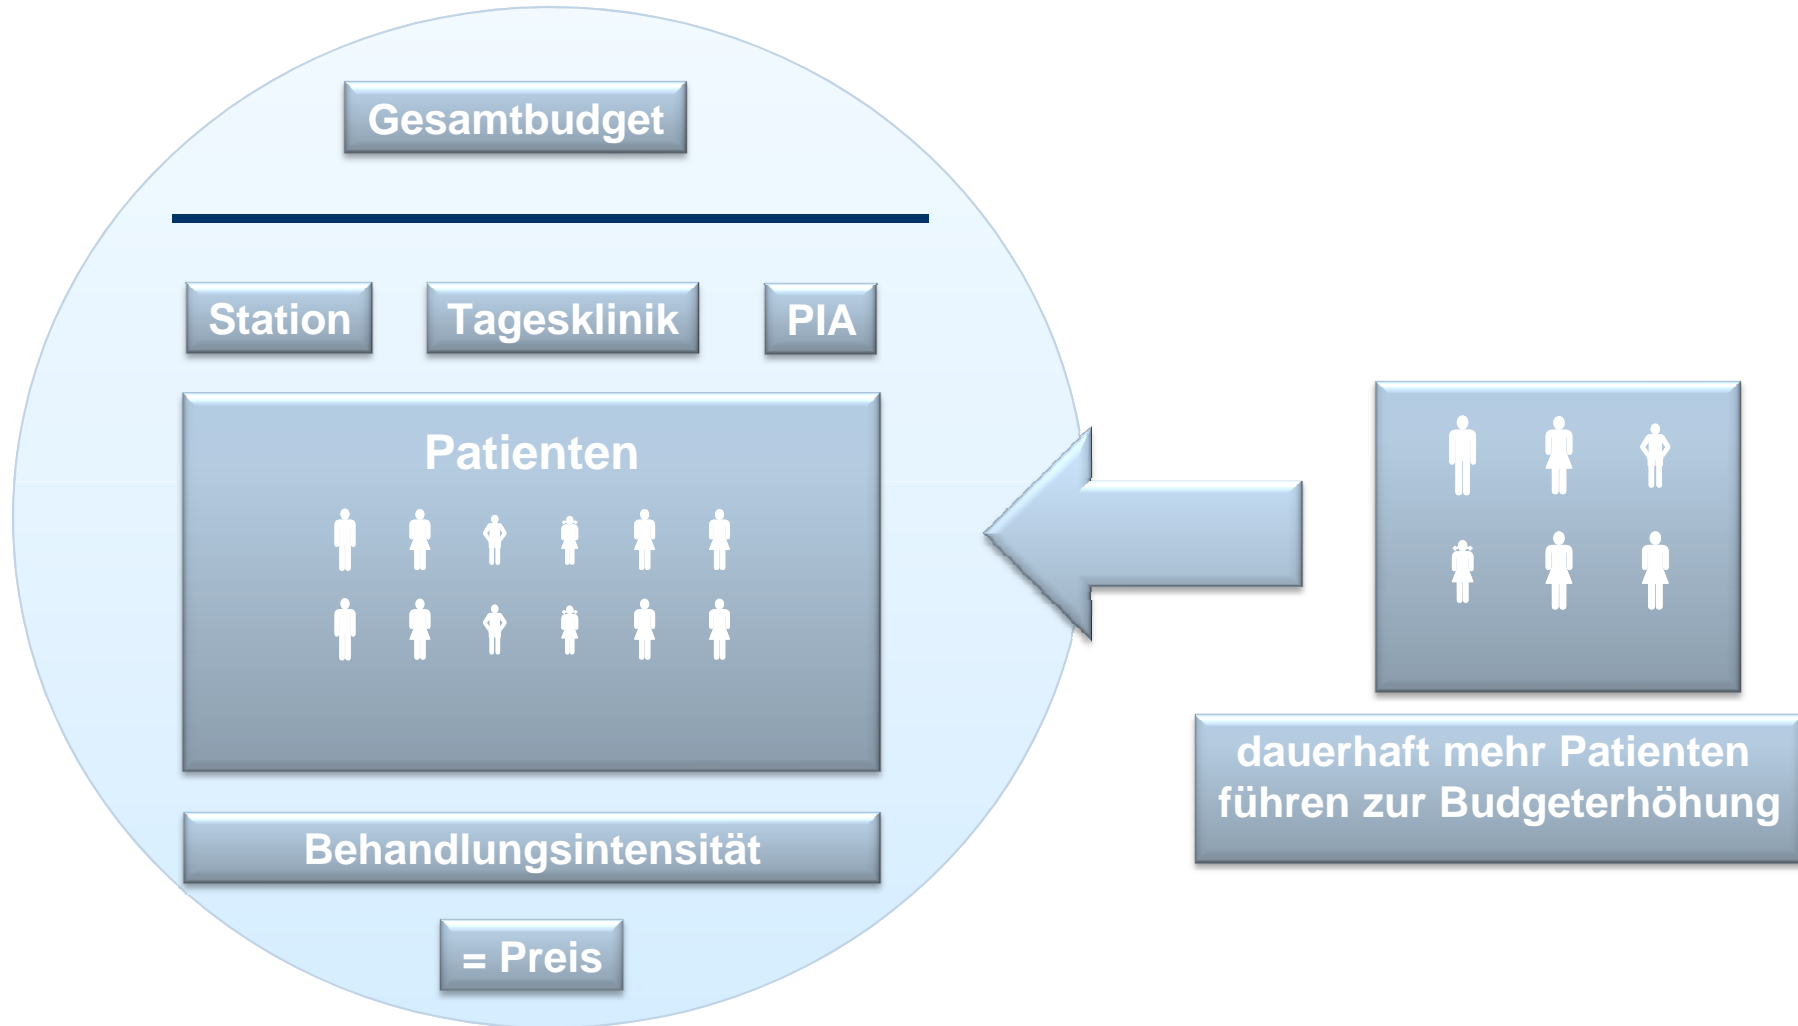 Gesamtbudget
Station
Tagesklinik
PIA
Patienten
Behandlungsintensität
= Preis
dauerhaft mehr Patienten
führen zur Budgeterhöhung